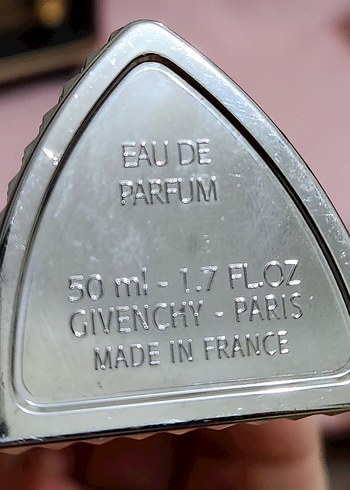 EAU DE
PARFUM
50 ml - 1.7 FL.OZ
GIVENCHY - PARIS
MADE IN FRANCE